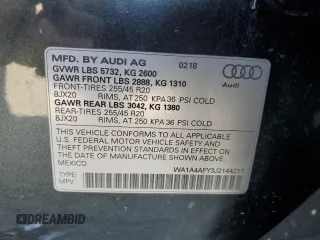 MFD. BY AUDI AG 0218
GVWR LBS 5732, KG 2600
GAWR FRONT LBS 2888, KG 1310
FRONT-TIRES 255/45 R20
8JX20 RIMS, AT 250 KPA/36 PSI COLD
GAWR REAR LBS 3042, KG 1380
REAR-TIRES 255/45 R20
8JX20 RIMS, AT 250 KPA/36 PSI COLD
THIS VEHICLE CONFORMS TO ALL APPLICABLE
U.S. FEDERAL MOTOR VEHICLE SAFETY AND
THEFT PREVENTION STANDARDS IN EFFECT ON THE
DATE OF MANUFACTURE SHOWN ABOVE.
MEXICO
WA1A4AFY3J2144217
TYPE:
MPV
Audi
DREAMBID